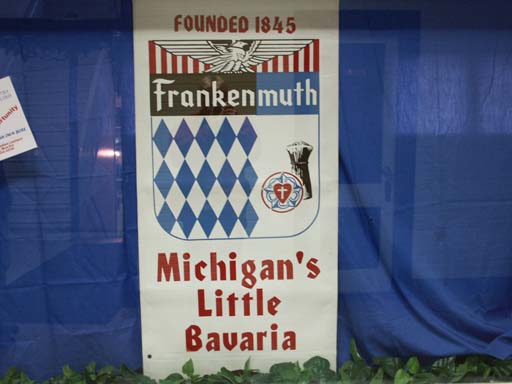 FOUNDED 1845
Frankenmuth
Michigan's
Little
Bavaria